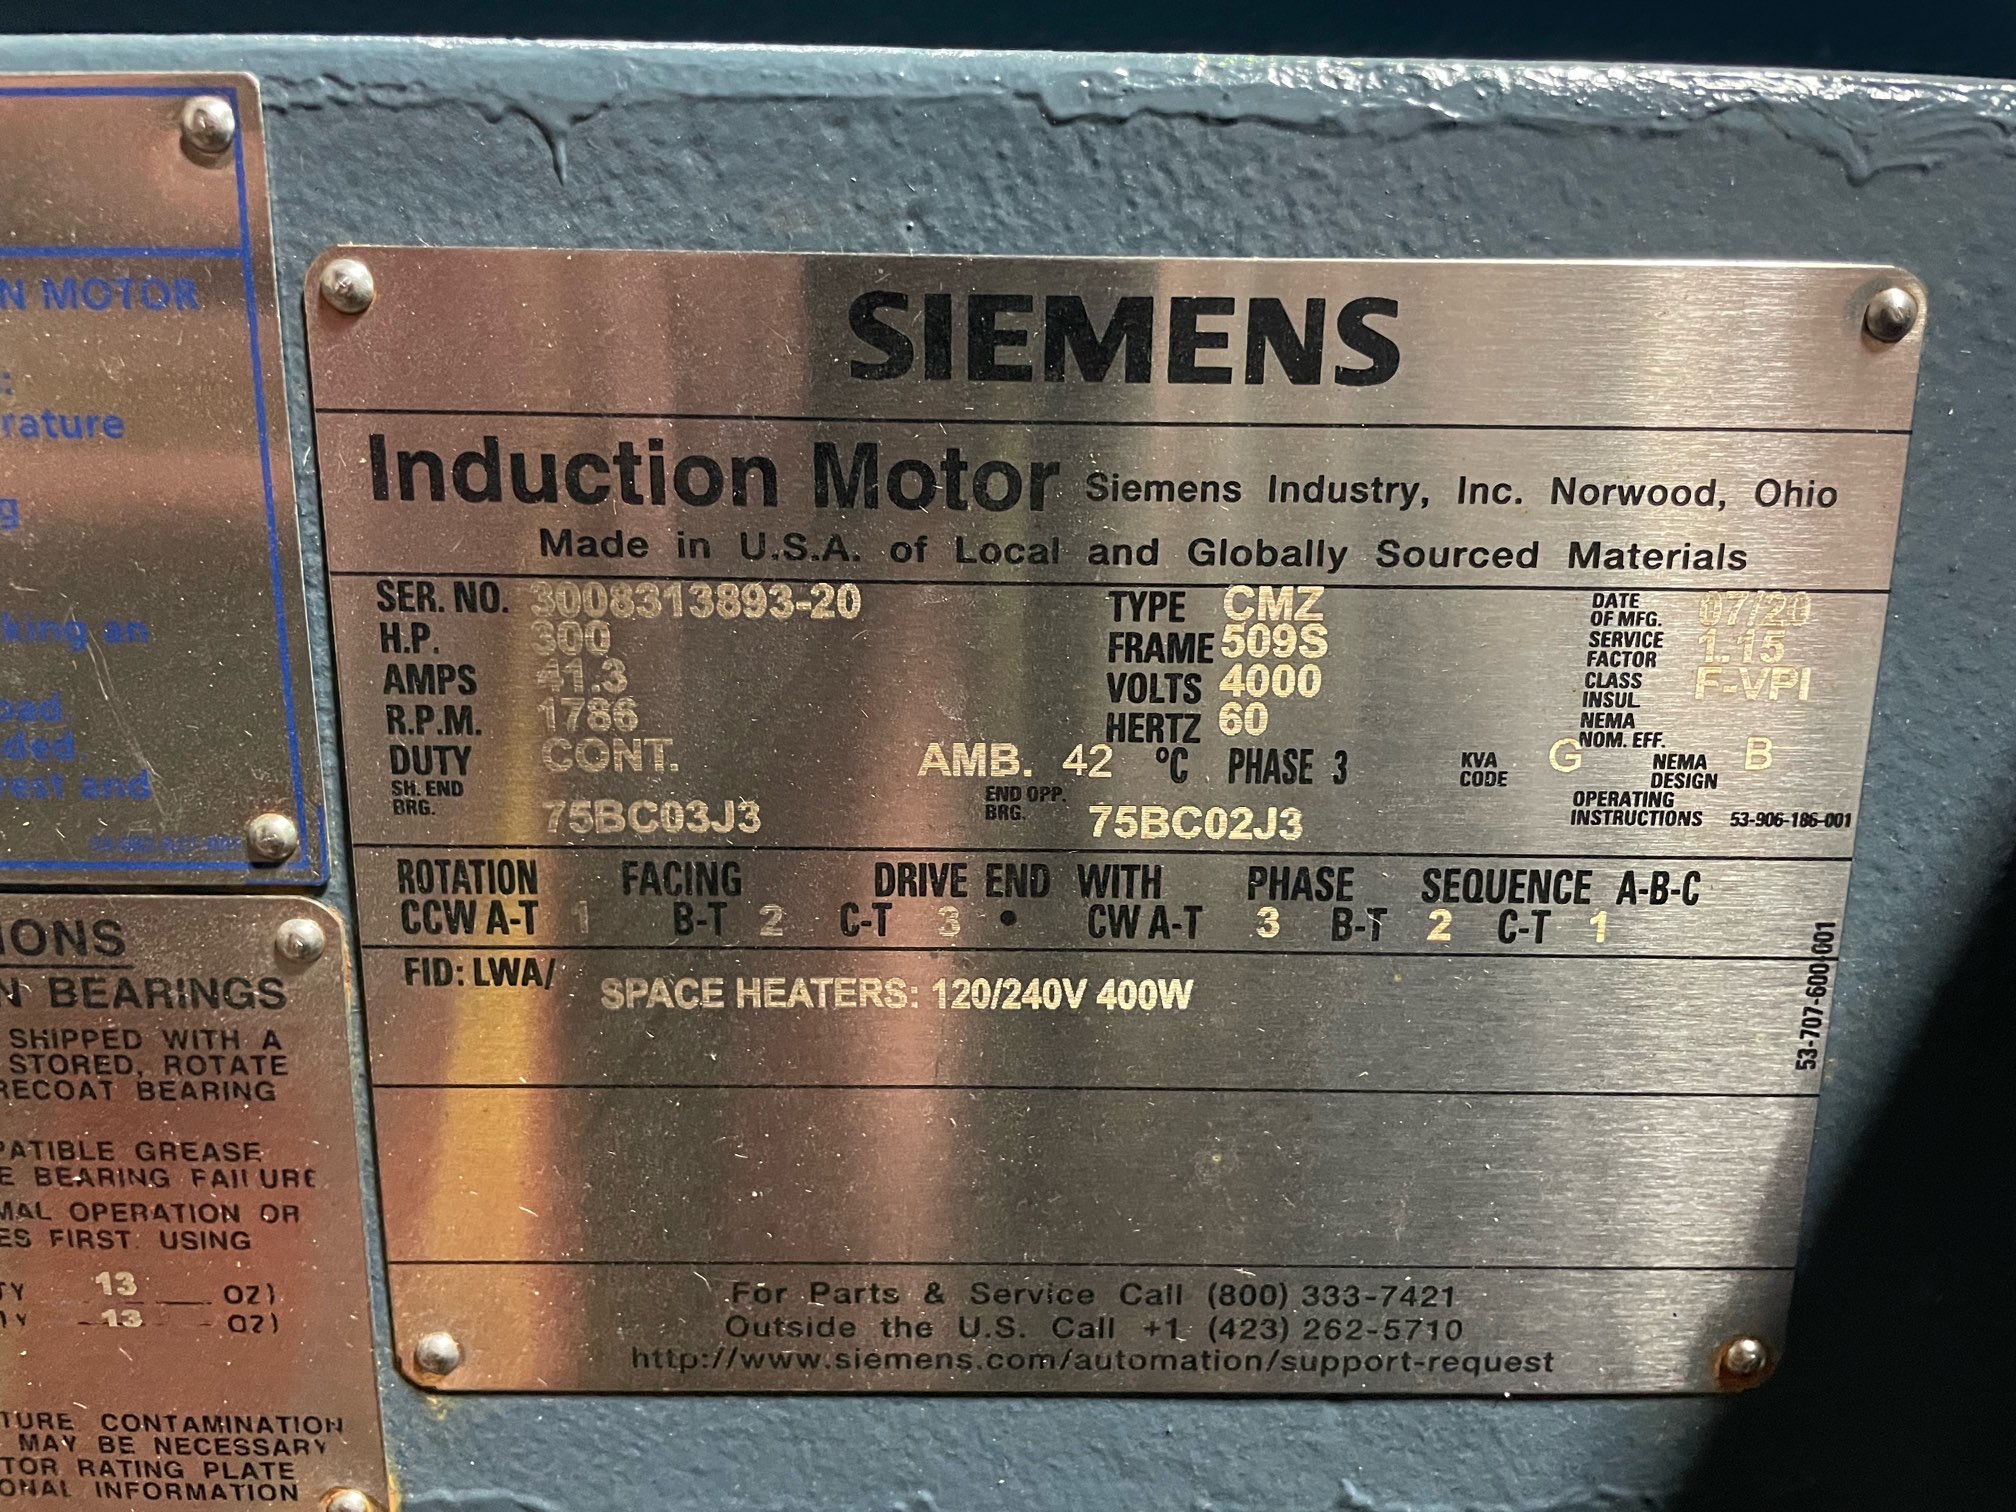 N MOTOR
:
rature
g
king an
oad.
ded.
rest and
IONS
N BEARINGS
SHIPPED WITH A
STORED, ROTATE
RECOAT BEARING
PATIBLE GREASE
E BEARING FAILURE
MAL OPERATION OR
ES FIRST USING
TY 13 OZ)
TY 13 OZ)
TURE CONTAMINATION
MAY BE NECESSARY
TOR RATING PLATE
ONAL INFORMATION
SIEMENS
Induction Motor Siemens Industry, Inc. Norwood, Ohio
Made in U.S.A. of Local and Globally Sourced Materials
SER. NO. 3008313893-20 TYPE CMZ DATE OF MFG. 07/20
H.P. 300 FRAME 509S SERVICE FACTOR 1.15
AMPS 41.3 VOLTS 4000 CLASS INSUL F-VPI
R.P.M. 1786 HERTZ 60 NEMA NOM. EFF.
DUTY CONT. AMB. 42 °C PHASE 3 KVA CODE G NEMA DESIGN B
SH. END BRG. 75BC03J3 END OPP. BRG. 75BC02J3 OPERATING INSTRUCTIONS 53-906-186-001
ROTATION FACING DRIVE END WITH PHASE SEQUENCE A-B-C
CCW A-T 1 B-T 2 C-T 3 • CW A-T 3 B-T 2 C-T 1
FID: LWA/ SPACE HEATERS: 120/240V 400W
53-707-600-001
For Parts & Service Call (800) 333-7421
Outside the U.S. Call +1 (423) 262-5710
http://www.siemens.com/automation/support-request